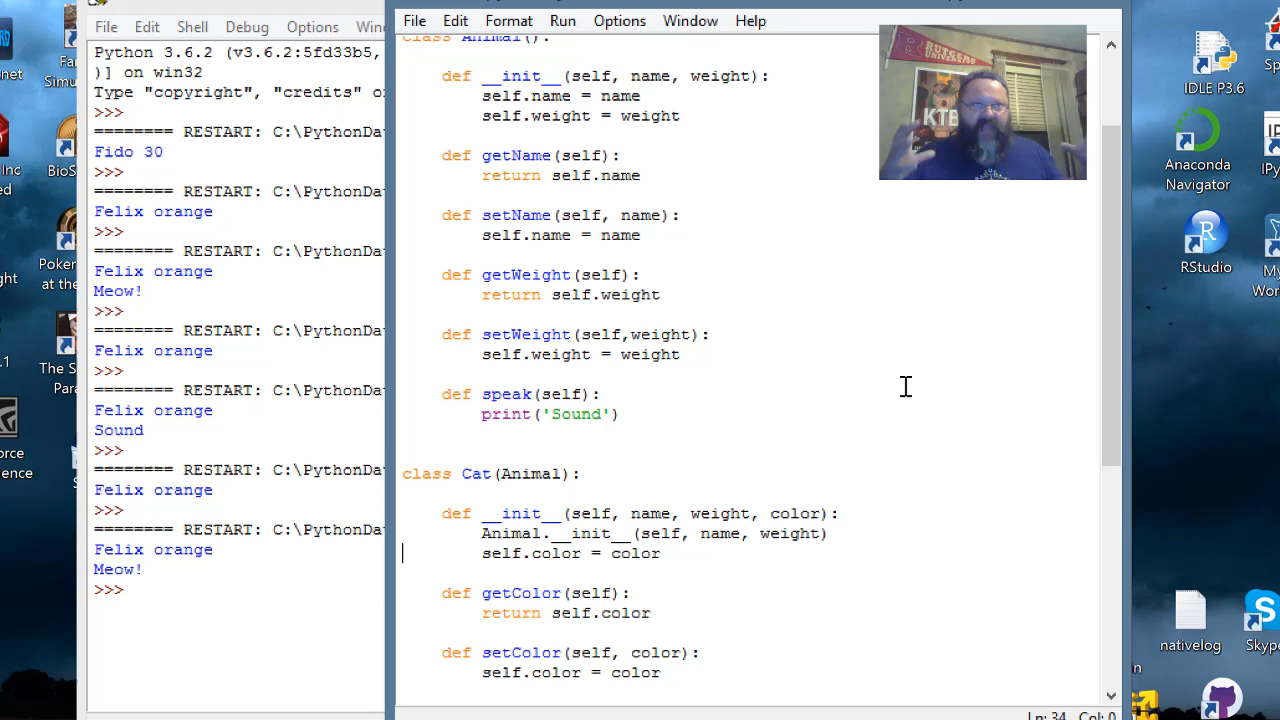 File Edit Shell Debug Options
Python 3.6.2 (v3.6.2:5fd33b5,
)] on win32
Type "copyright", "credits"
>>>
======== RESTART: C:\PythonDa
Fido 30
>>>
======== RESTART: C:\PythonDa
Felix orange
>>>
======== RESTART: C:\PythonDa
Felix orange
Meow!
>>>
======== RESTART: C:\PythonDa
Felix orange
>>>
======== RESTART: C:\PythonDa
Felix orange
Sound
>>>
======== RESTART: C:\PythonDa
Felix orange
>>>
======== RESTART: C:\PythonDa
Felix orange
Meow!
>>>
File Edit Format Run Options Window Help
class Animal():
def __init__(self, name, weight):
self.name = name
self.weight = weight
def getName(self):
return self.name
def setName(self, name):
self.name = name
def getWeight(self):
return self.weight
def setWeight(self,weight):
self.weight = weight
def speak(self):
print('Sound')
class Cat(Animal):
def __init__(self, name, weight, color):
Animal.__init__(self, name, weight)
self.color = color
def getColor(self):
return self.color
def setColor(self, color):
self.color = color
Ln: 34 Col: 0
RUTGERS
UNIVERSITY
KTB
IDLE P3.6
Anaconda
Navigator
RStudio
nativelog
Skype